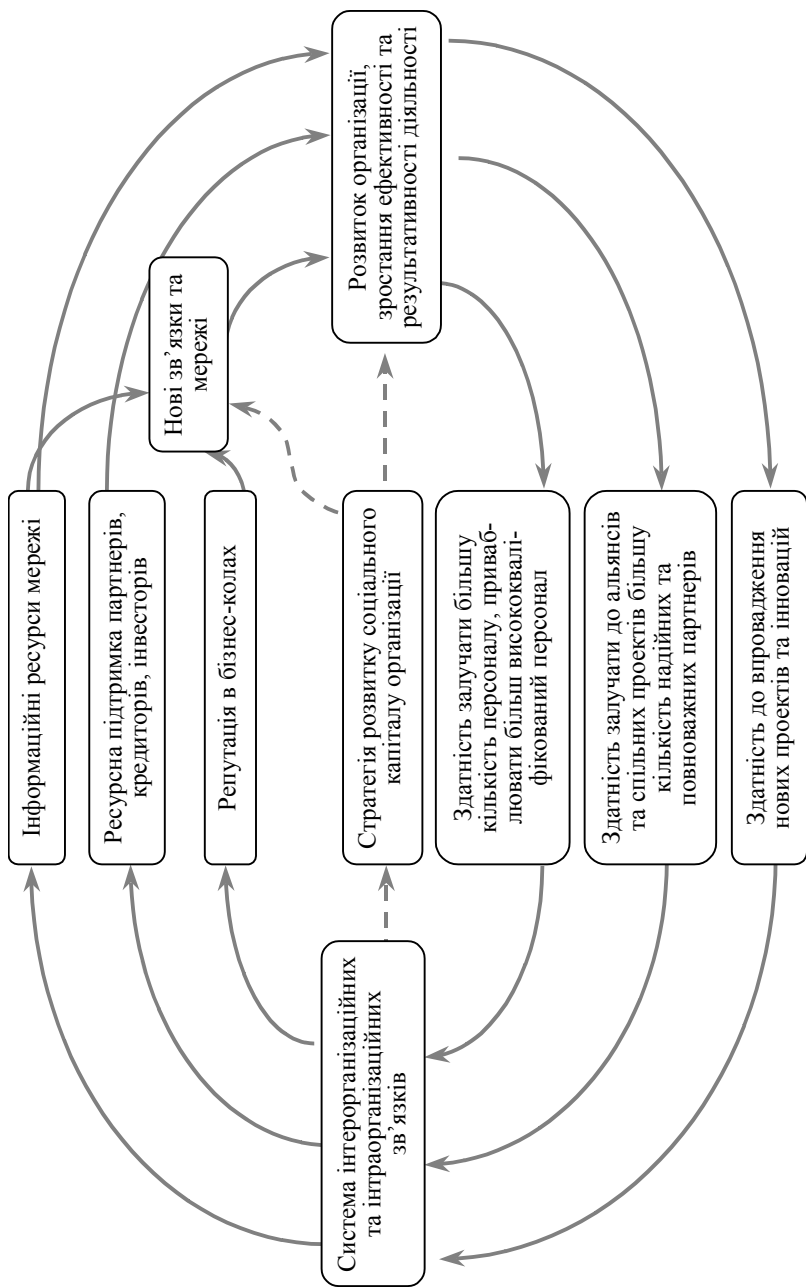 Інформаційні ресурси мережі
Ресурсна підтримка партнерів,
кредиторів, інвесторів
Нові зв’язки та
мережі
Репутація в бізнес-колах
Система інтерорганізаційних
та інтраорганізаційних
зв’язків
Стратегія розвитку соціального
капіталу організації
Розвиток організації,
зростання ефективності та
результативності діяльності
Здатність залучати більшу
кількість персоналу, приваб-
лювати більш висококвалі-
фікований персонал
Здатність залучати до альянсів
та спільних проектів більшу
кількість надійних та
повноважних партнерів
Здатність до впровадження
нових проектів та інновацій